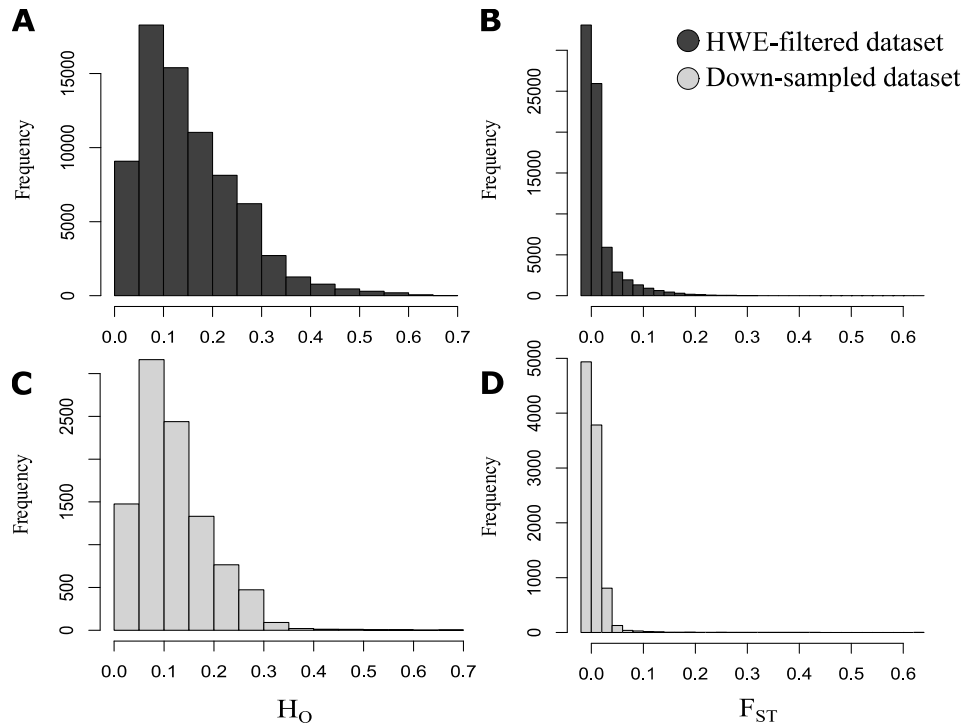 A
Frequency
0
5000
10000
15000
0.0 0.1 0.2 0.3 0.4 0.5 0.6 0.7
B
HWE-filtered dataset
Down-sampled dataset
Frequency
0
5000
15000
25000
0.0 0.1 0.2 0.3 0.4 0.5 0.6
C
Frequency
0
500
1500
2500
0.0 0.1 0.2 0.3 0.4 0.5 0.6 0.7
HO
D
Frequency
0
1000
2000
3000
4000
5000
0.0 0.1 0.2 0.3 0.4 0.5 0.6
FST